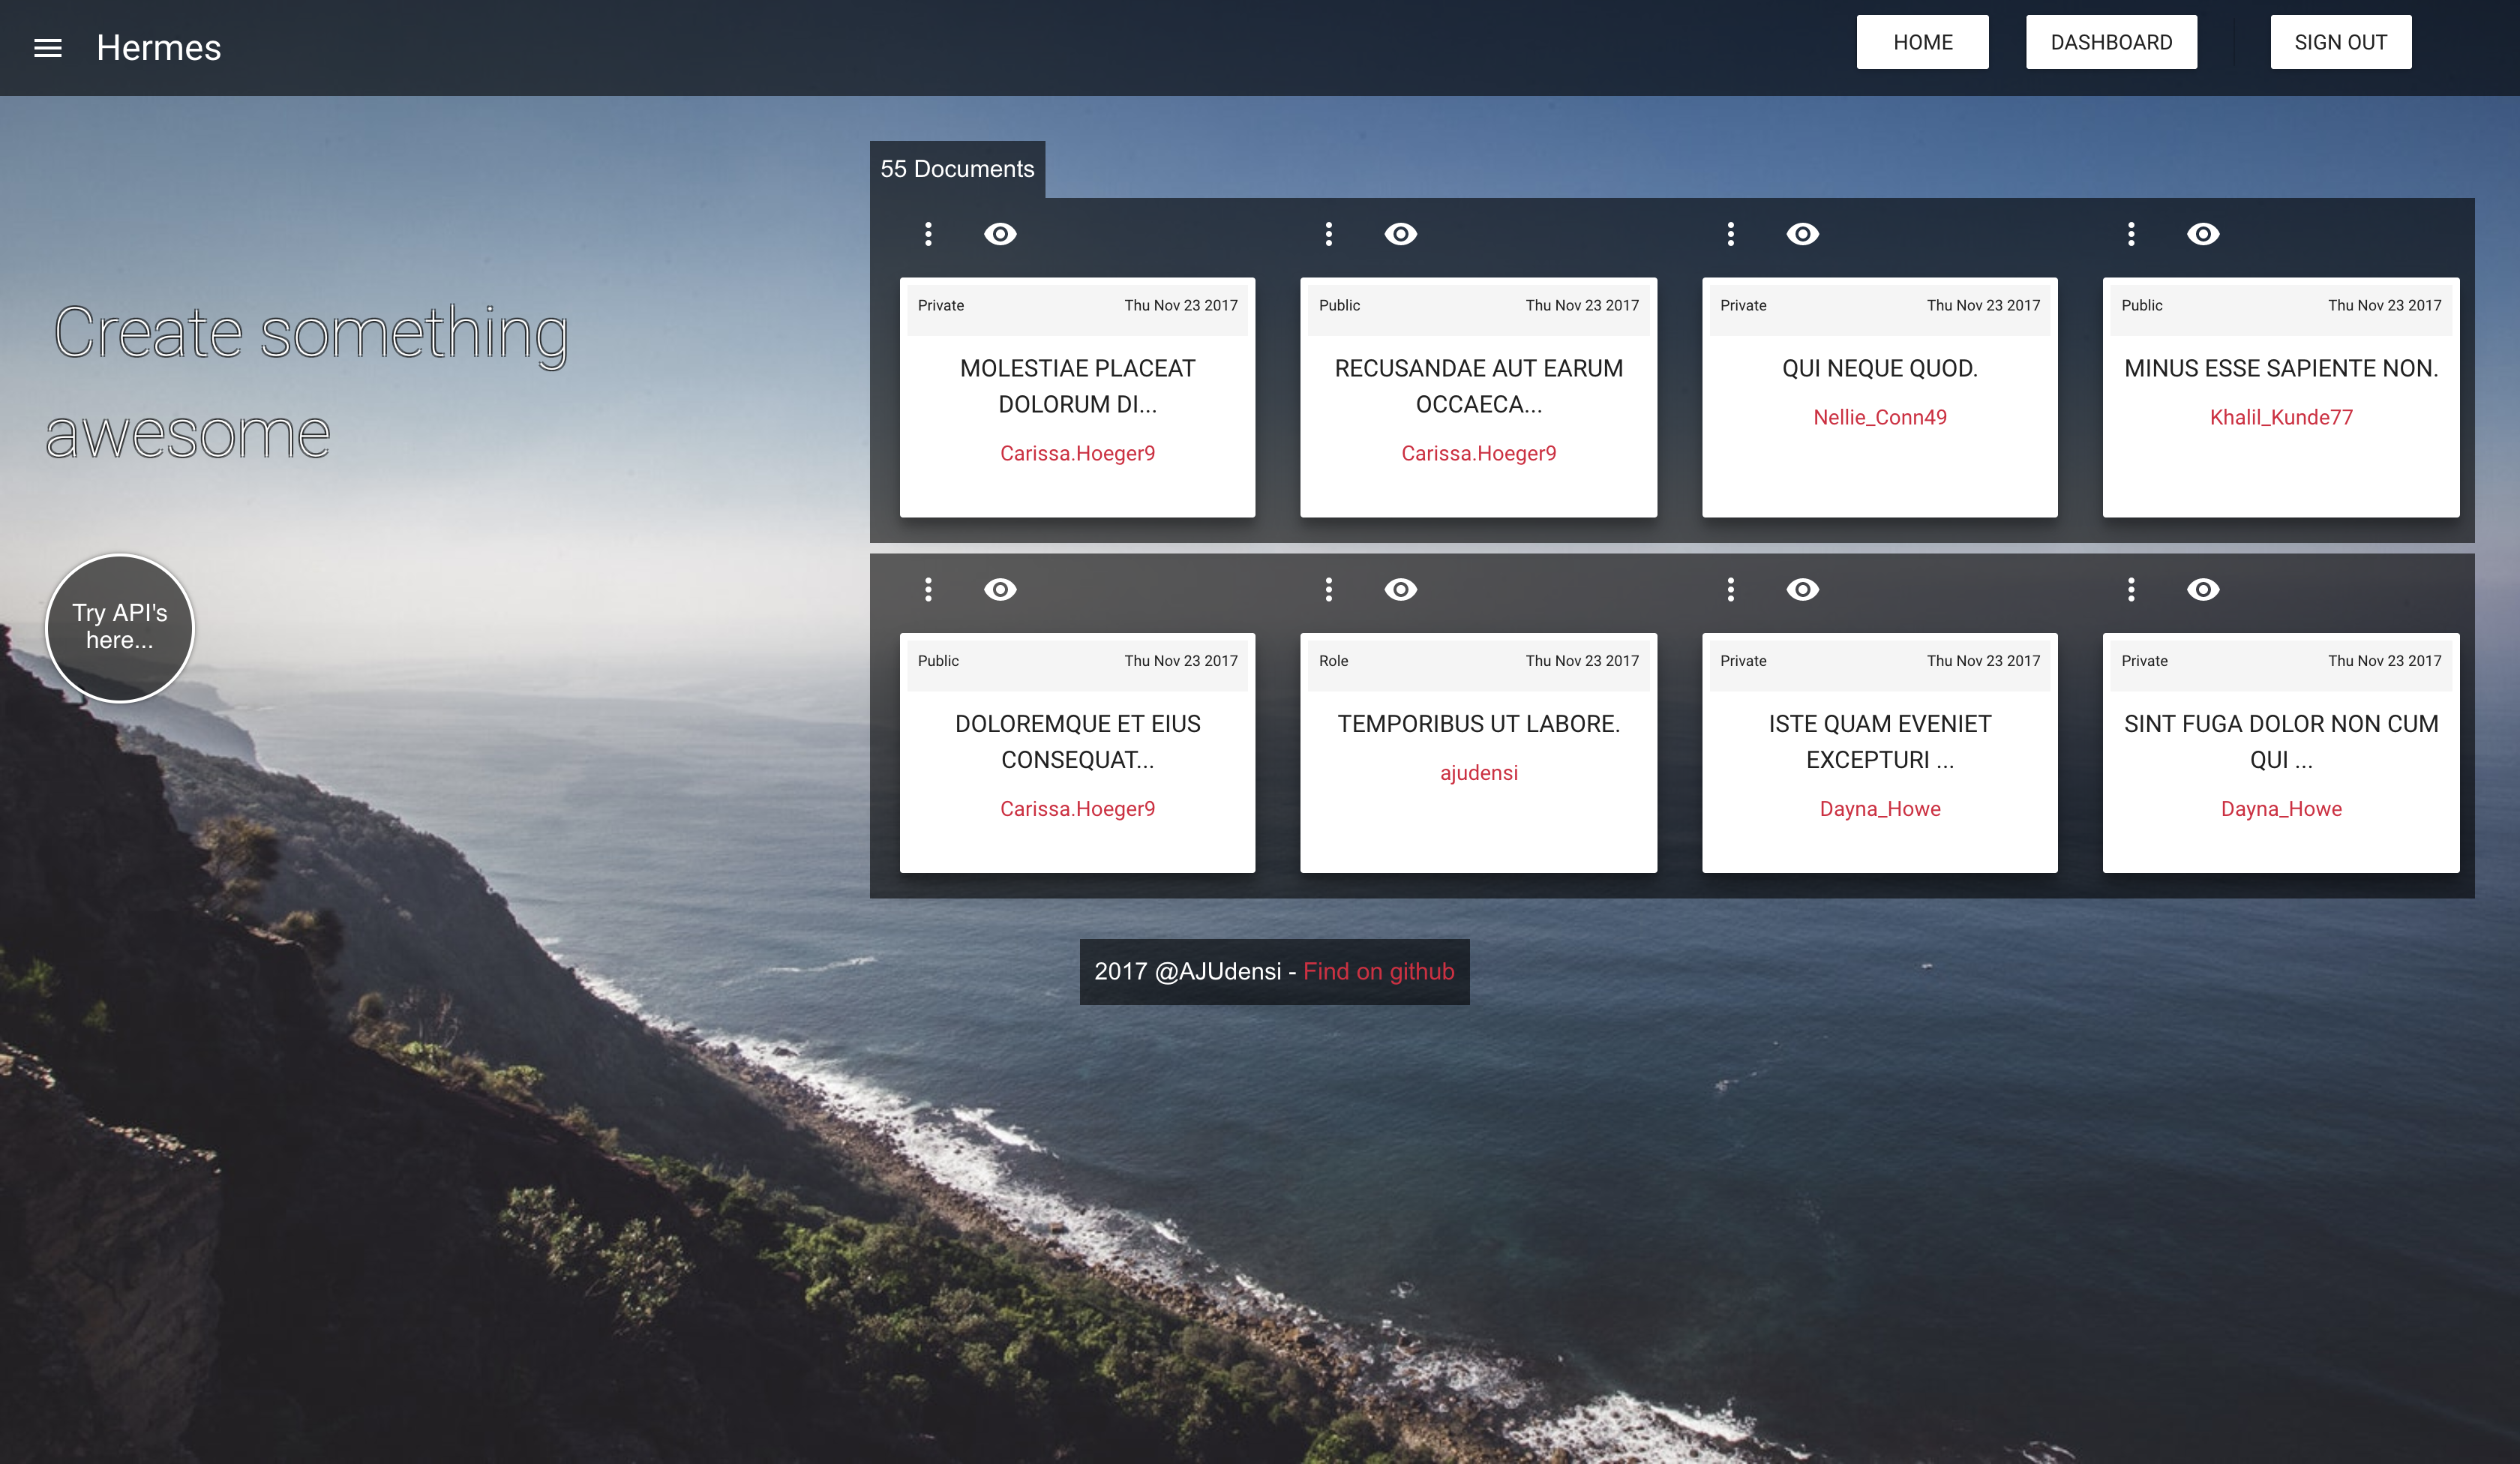 Hermes
HOME
DASHBOARD
SIGN OUT
55 Documents
Create something
awesome
Try API's
here...
Private
Thu Nov 23 2017
MOLESTIAE PLACEAT
DOLORUM DI...
Carissa.Hoeger9
Public
Thu Nov 23 2017
RECUSANDAE AUT EARUM
OCCAECA...
Carissa.Hoeger9
Private
Thu Nov 23 2017
QUI NEQUE QUOD.
Nellie_Conn49
Public
Thu Nov 23 2017
MINUS ESSE SAPIENTE NON.
Khalil_Kunde77
Public
Thu Nov 23 2017
DOLOREMQUE ET EIUS
CONSEQUAT...
Carissa.Hoeger9
Role
Thu Nov 23 2017
TEMPORIBUS UT LABORE.
ajudensi
Private
Thu Nov 23 2017
ISTE QUAM EVENIET
EXCEPTURI ...
Dayna_Howe
Private
Thu Nov 23 2017
SINT FUGA DOLOR NON CUM
QUI ...
Dayna_Howe
2017 @AJUdensi - Find on github